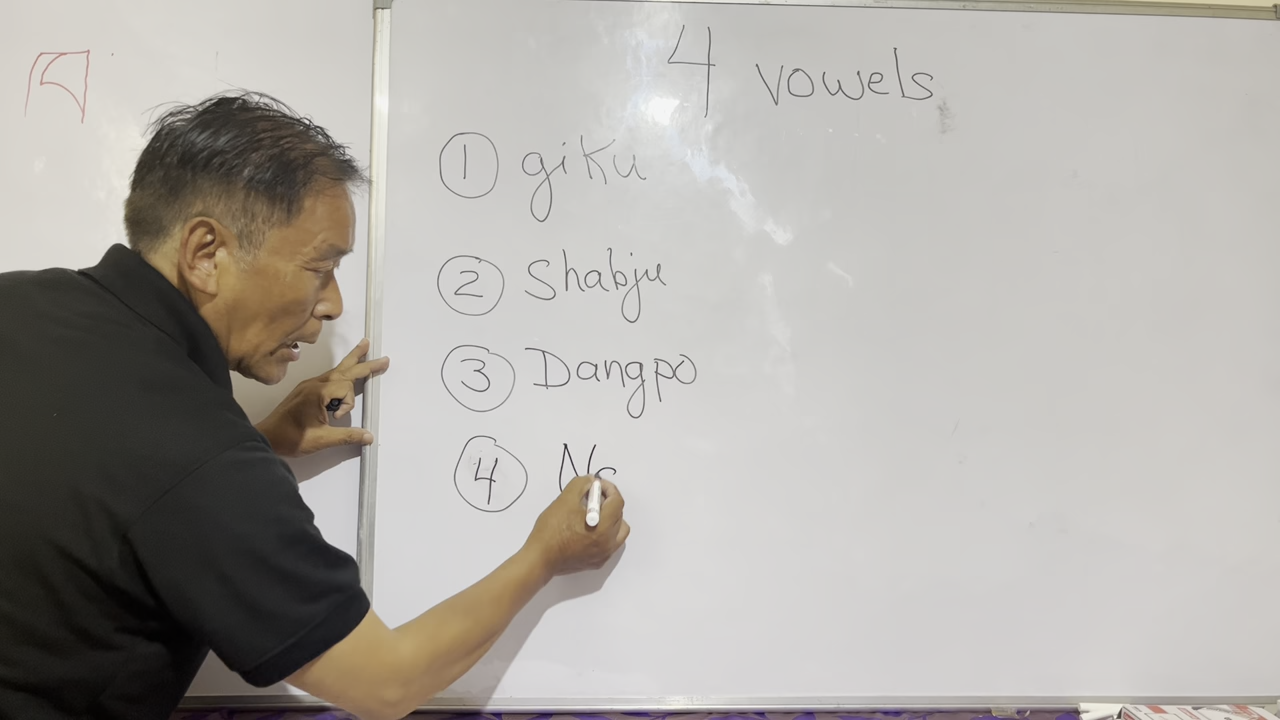 4 vowels
① giKu
② Shabju
③ Dangpo
④